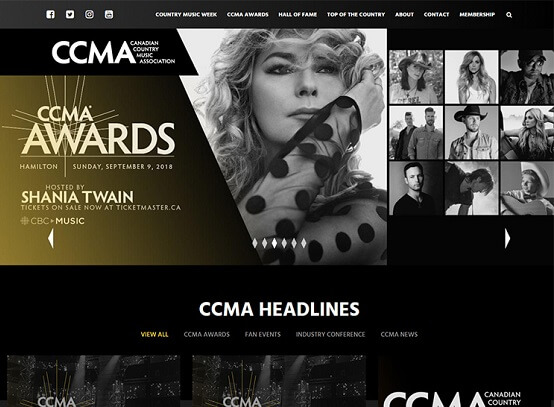 COUNTRY MUSIC WEEK CCMA AWARDS HALL OF FAME TOP OF THE COUNTRY ABOUT CONTACT MEMBERSHIP
CCMA CANADIAN
COUNTRY
MUSIC
ASSOCIATION
CCMA
AWARDS
HAMILTON SUNDAY, SEPTEMBER 9, 2018
HOSTED BY
SHANIA TWAIN
TICKETS ON SALE NOW AT TICKETMASTER.CA
CBC MUSIC
CCMA HEADLINES
VIEW ALL CCMA AWARDS FAN EVENTS INDUSTRY CONFERENCE CCMA NEWS
CCMA CCMA CCMA CANADIAN
COUNTRY